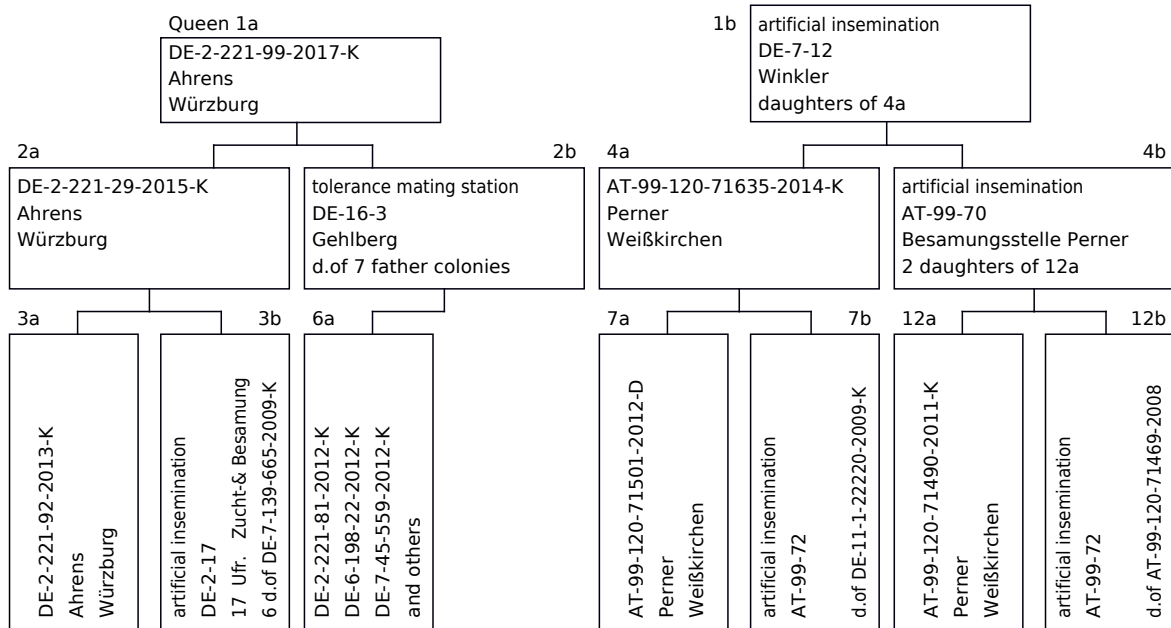 Queen 1a
DE-2-221-99-2017-K
Ahrens
Würzburg
1b
artificial insemination
DE-7-12
Winkler
daughters of 4a
2a
DE-2-221-29-2015-K
Ahrens
Würzburg
2b
tolerance mating station
DE-16-3
Gehlberg
d.of 7 father colonies
4a
AT-99-120-71635-2014-K
Perner
Weißkirchen
4b
artificial insemination
AT-99-70
Besamungsstelle Perner
2 daughters of 12a
3a
DE-2-221-92-2013-K
Ahrens
Würzburg
3b
artificial insemination
DE-2-17
17 Ufr. Zucht-& Besamung
6 d.of DE-7-139-665-2009-K
6a
DE-2-221-81-2012-K
DE-6-198-22-2012-K
DE-7-45-559-2012-K
and others
7a
AT-99-120-71501-2012-D
Perner
Weißkirchen
7b
artificial insemination
AT-99-72
d.of DE-11-1-22220-2009-K
12a
AT-99-120-71490-2011-K
Perner
Weißkirchen
12b
artificial insemination
AT-99-72
d.of AT-99-120-71469-2008